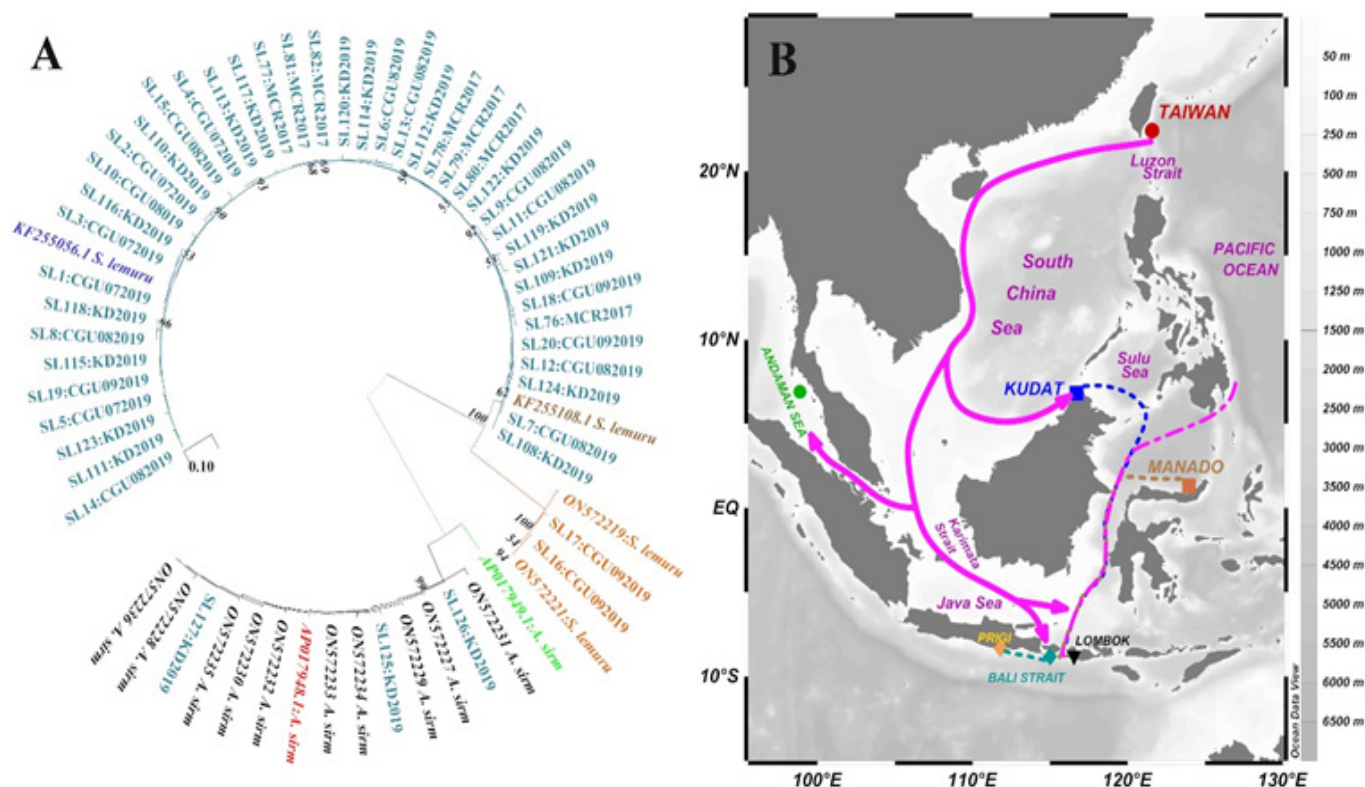 A
SL14:CGU082019
SL111:KD2019
SL123:KD2019
SL5:CGU072019
SL19:CGU092019
SL115:KD2019
SL8:CGU082019
SL118:KD2019
SL1:CGU072019
KF255056.1 S. lemuru
SL3:CGU072019
SL116:KD2019
SL10:CGU08019
SL2:CGU072019
SL110:KD2019
SL15:CGU082019
SL4:CGU072019
SL113:KD2019
SL117:KD2019
SL77:MCR2017
SL81:MCR2017
SL82:MCR2017
SL120:KD2019
SL114:KD2019
SL6:CGU82019
SL13:CGU082019
SL112:KD2019
SL78:MCR2017
SL79:MCR2017
SL80:MCR2017
SL122:KD2019
SL9:CGU082019
SL11:CGU082019
SL119:KD2019
SL121:KD2019
SL109:KD2019
SL18:CGU092019
SL76:MCR2017
SL20:CGU092019
SL12:CGU082019
SL124:KD2019
KF255108.1 S. lemuru
SL7:CGU082019
SL108:KD2019
ON572219:S. lemuru
SL17:CGU092019
SL16:CGU092019
ON572221:S. lemuru
AP017949.1:A. sirm
ON572231 A. sirm
SL126:KD2019
ON572227 A. sirm
ON572229 A. sirm
SL125:KD2019
ON572234 A. sirm
ON572233 A. sirm
AP017948.1:A. sirm
ON572232 A. sirm
ON572230 A. sirm
ON572235 A. sirm
SL127:KD2019
ON572228 A. sirm
ON572236 A. sirm
0.10
100
100
54
94
B
TAIWAN
Luzon
Strait
PACIFIC
OCEAN
South
China
Sea
Sulu
Sea
ANDAMAN SEA
KUDAT
MANADO
Karimata
Strait
Java Sea
PRIGI
LOMBOK
BALI STRAIT
20°N
10°N
EQ
10°S
100°E
110°E
120°E
130°E
50 m
100 m
250 m
500 m
750 m
1000 m
1250 m
1500 m
2000 m
2500 m
3000 m
3500 m
4000 m
4500 m
5000 m
5500 m
6000 m
6500 m
Ocean Data View